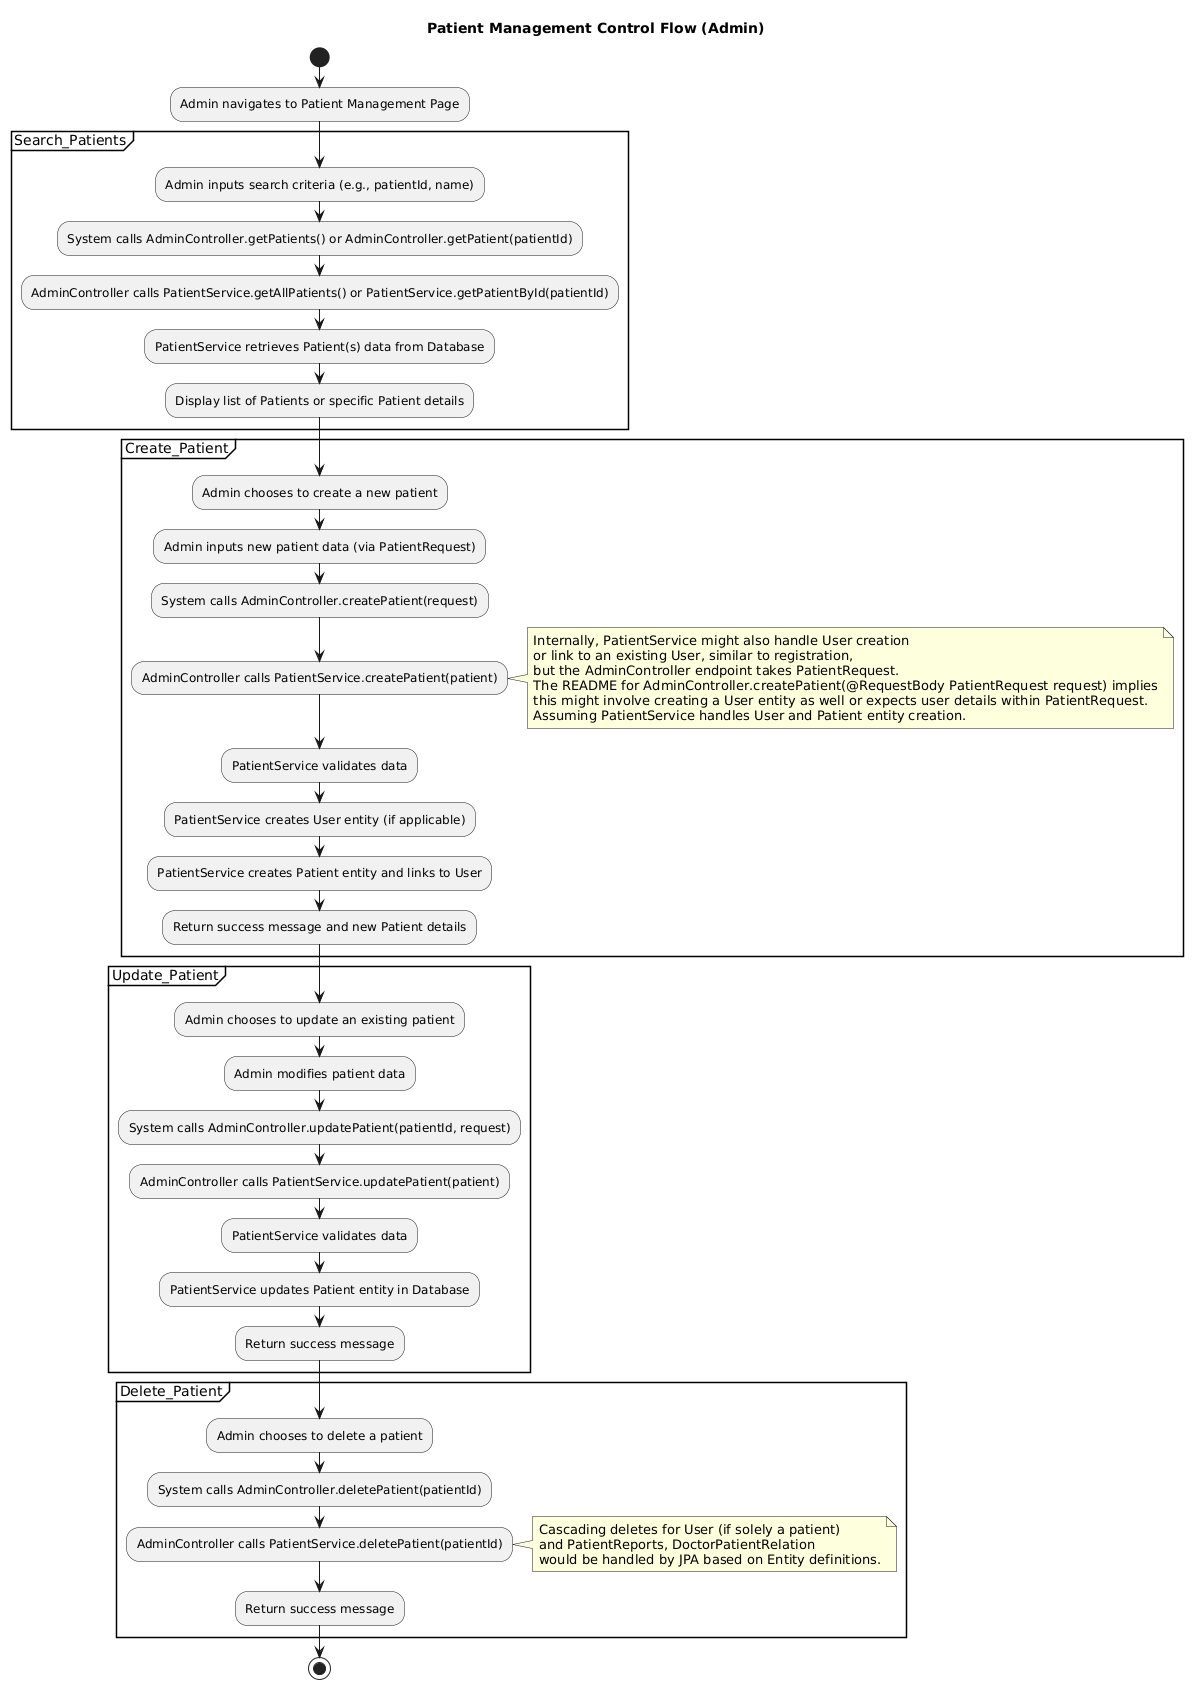 Patient Management Control Flow (Admin)
Admin navigates to Patient Management Page
Search_Patients
Admin inputs search criteria (e.g., patientId, name)
System calls AdminController.getPatients() or AdminController.getPatient(patientId)
AdminController calls PatientService.getAllPatients() or PatientService.getPatientById(patientId)
PatientService retrieves Patient(s) data from Database
Display list of Patients or specific Patient details
Create_Patient
Admin chooses to create a new patient
Admin inputs new patient data (via PatientRequest)
System calls AdminController.createPatient(request)
AdminController calls PatientService.createPatient(patient)
Internally, PatientService might also handle User creation
or link to an existing User, similar to registration,
but the AdminController endpoint takes PatientRequest.
The README for AdminController.createPatient(@RequestBody PatientRequest request) implies
this might involve creating a User entity as well or expects user details within PatientRequest.
Assuming PatientService handles User and Patient entity creation.
PatientService validates data
PatientService creates User entity (if applicable)
PatientService creates Patient entity and links to User
Return success message and new Patient details
Update_Patient
Admin chooses to update an existing patient
Admin modifies patient data
System calls AdminController.updatePatient(patientId, request)
AdminController calls PatientService.updatePatient(patient)
PatientService validates data
PatientService updates Patient entity in Database
Return success message
Delete_Patient
Admin chooses to delete a patient
System calls AdminController.deletePatient(patientId)
AdminController calls PatientService.deletePatient(patientId)
Cascading deletes for User (if solely a patient)
and PatientReports, DoctorPatientRelation
would be handled by JPA based on Entity definitions.
Return success message